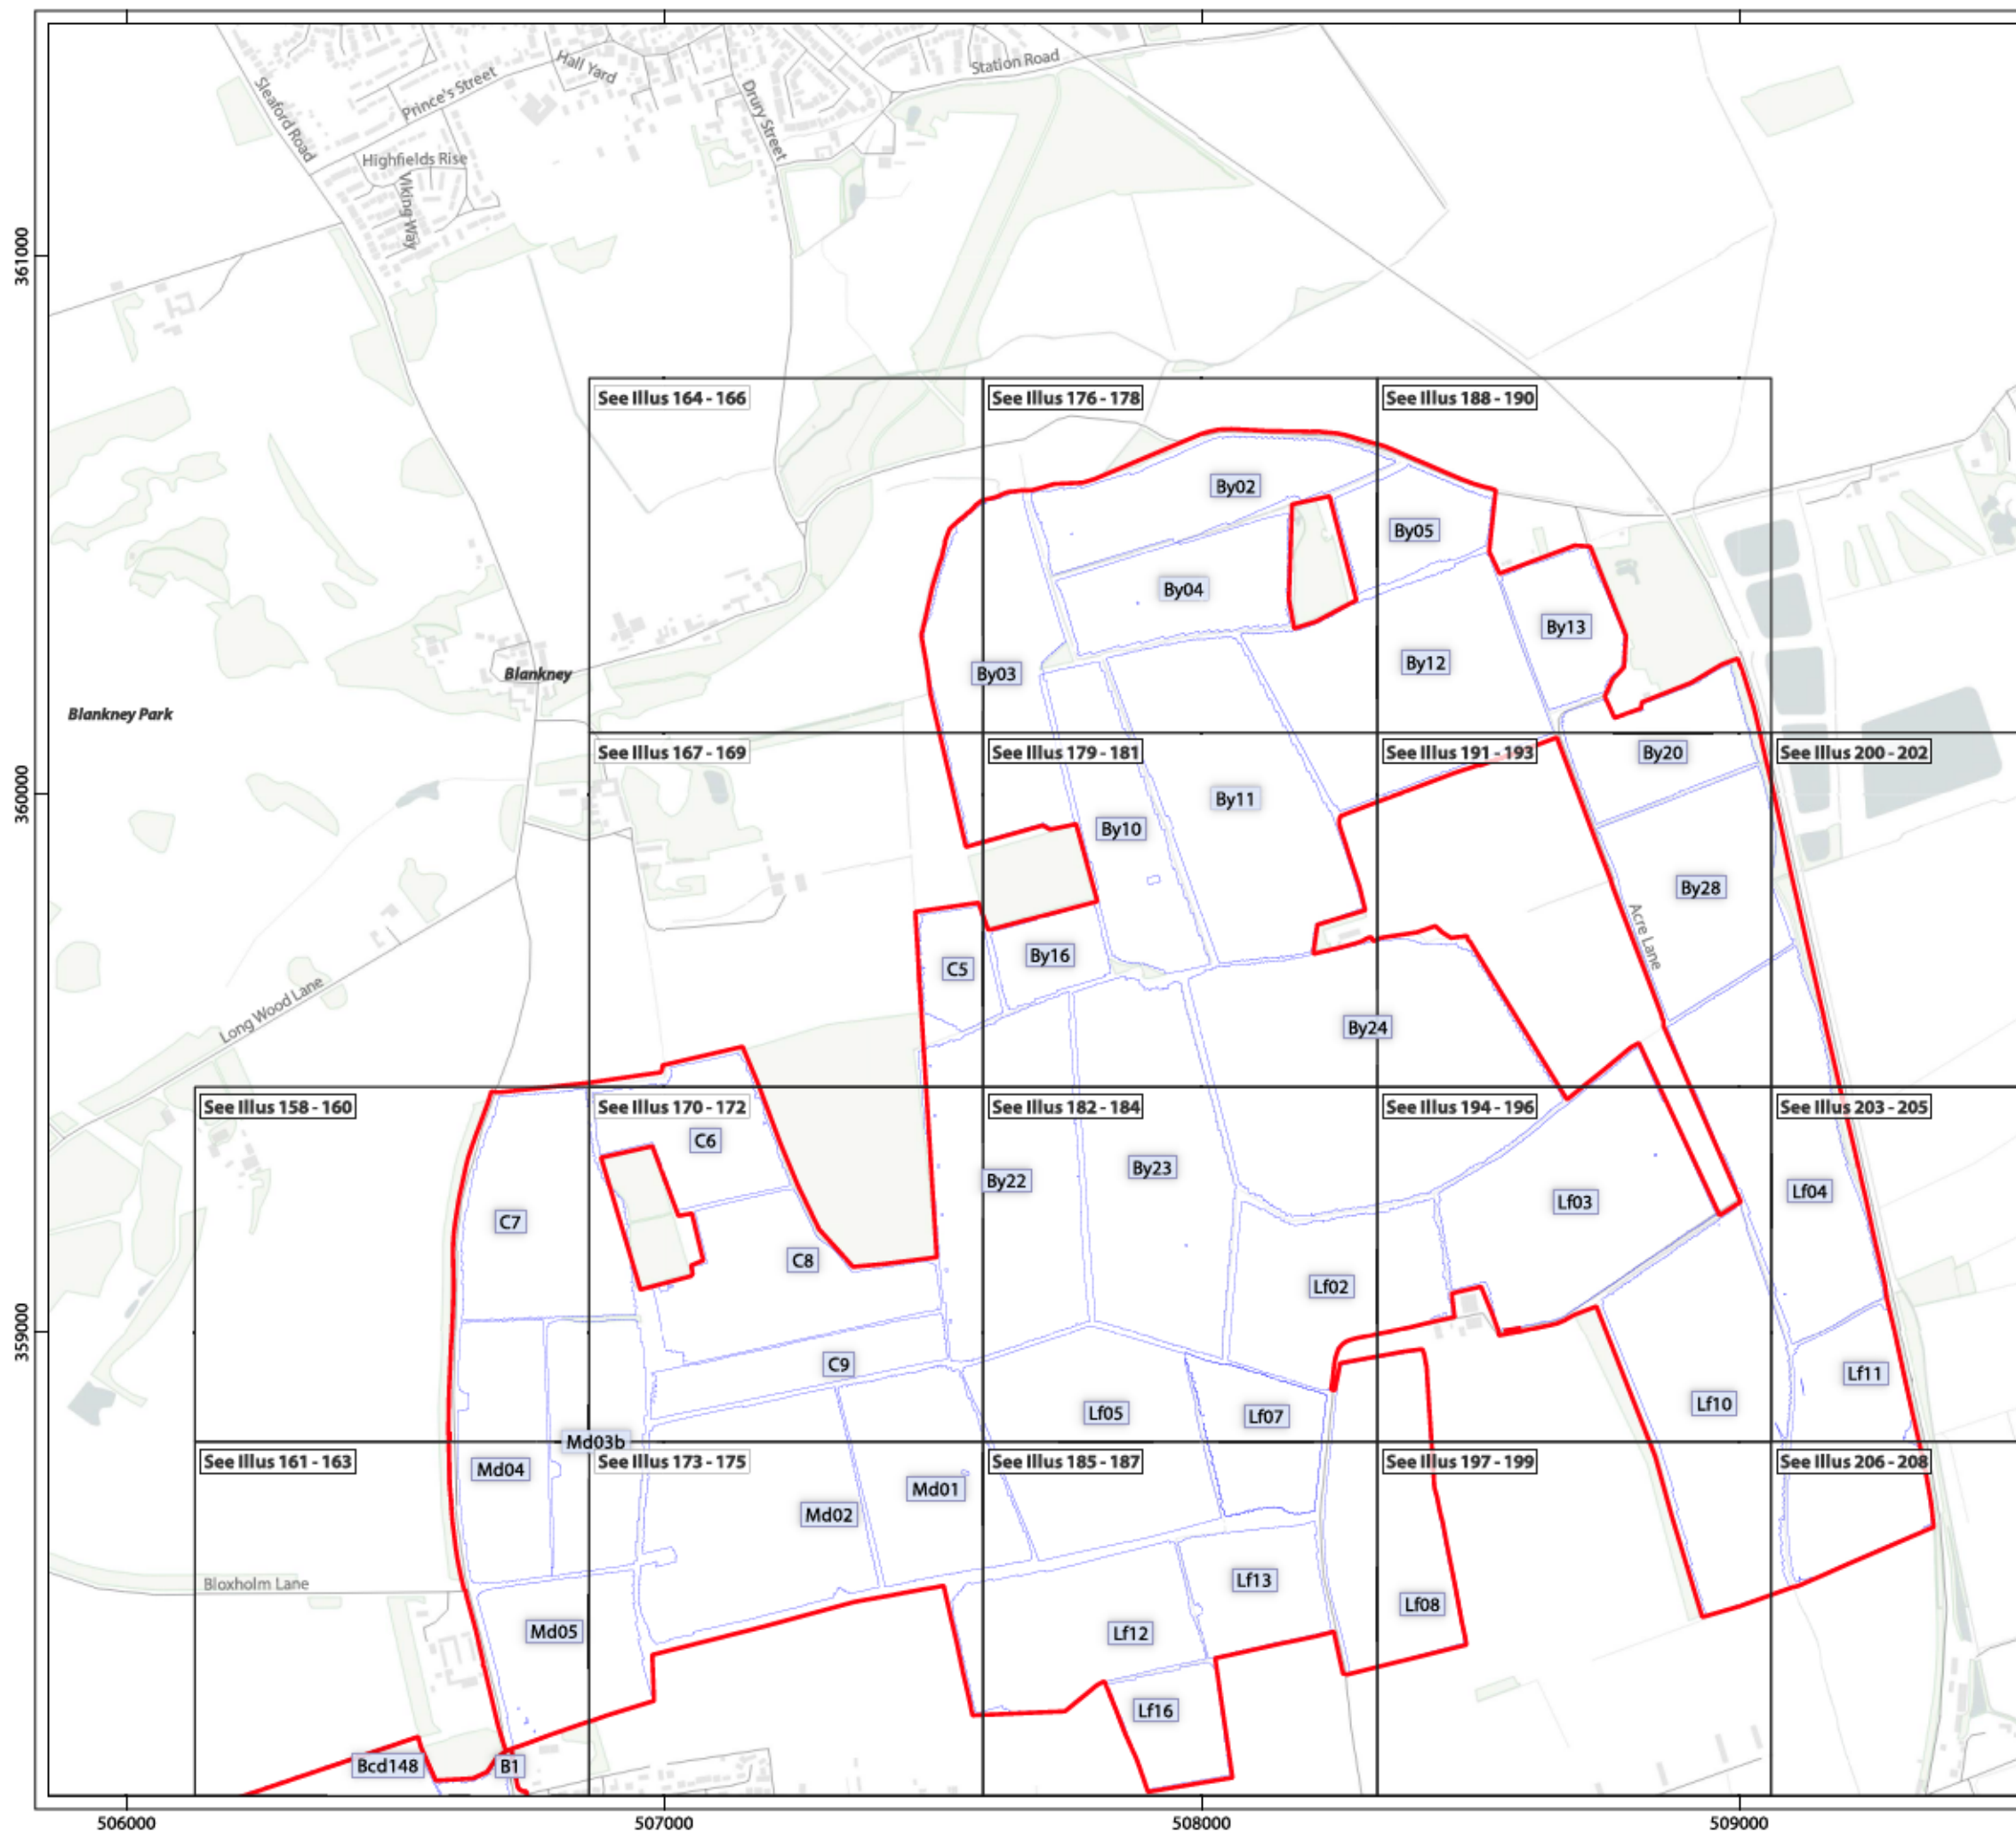 Station Road
Hall Yard
Prince's Street
Sleaford Road
Drury Street
Highfields Rise
Viking Way
361000
See Illus 164 - 166
See Illus 176 - 178
See Illus 188 - 190
By02
By05
By04
By13
By12
Blankney
By03
Blankney Park
See Illus 167 - 169
See Illus 179 - 181
See Illus 191 - 193
By20
See Illus 200 - 202
360000
By11
By10
By28
Acre Lane
By16
C5
Long Wood Lane
By24
See Illus 158 - 160
See Illus 170 - 172
See Illus 182 - 184
See Illus 194 - 196
See Illus 203 - 205
C6
By23
By22
Lf04
Lf03
C7
C8
Lf02
359000
C9
Lf11
Lf10
Lf05
Lf07
Md03b
See Illus 161 - 163
Md04
See Illus 173 - 175
See Illus 185 - 187
See Illus 197 - 199
See Illus 206 - 208
Md01
Md02
Bloxholm Lane
Lf13
Lf08
Md05
Lf12
Lf16
Bcd148
B1
506000
507000
508000
509000